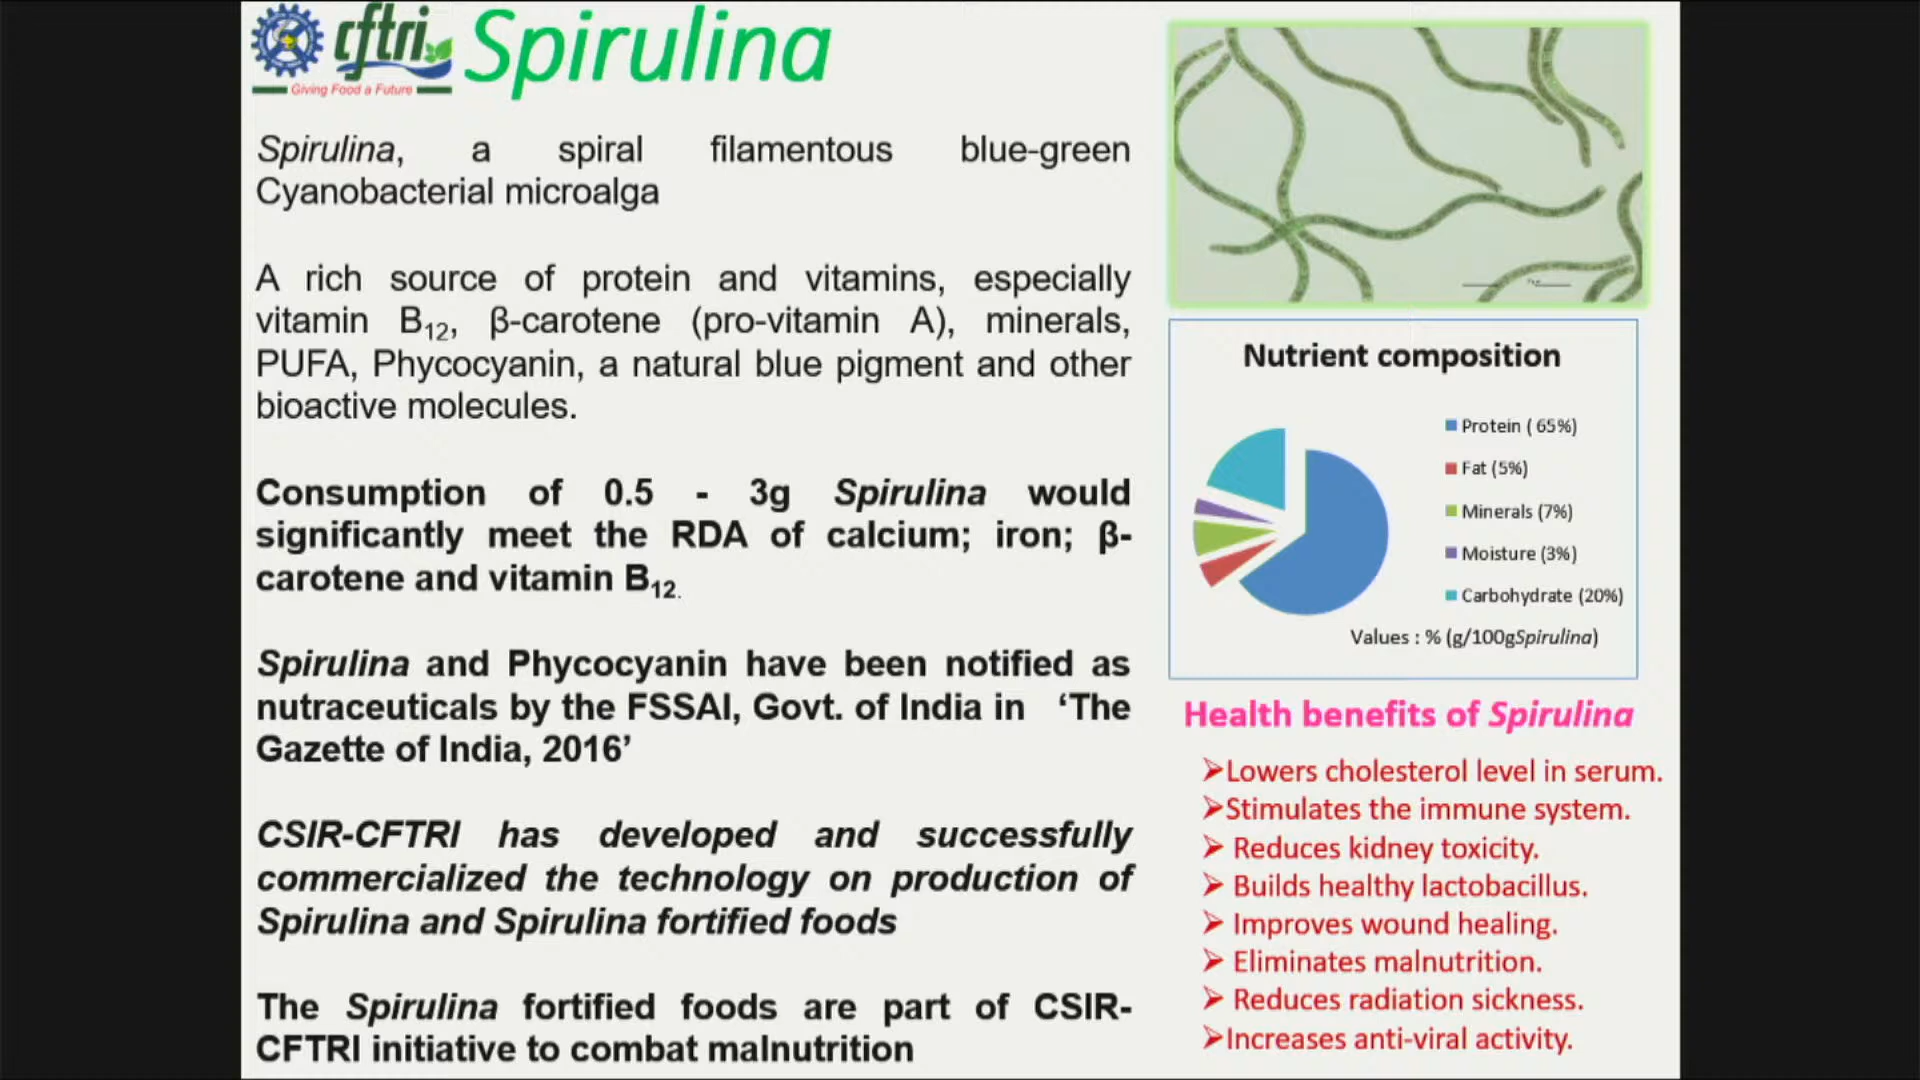 cftri
Giving Food a Future
Spirulina
Spirulina, a spiral filamentous blue-green
Cyanobacterial microalga
A rich source of protein and vitamins, especially
vitamin B12, β-carotene (pro-vitamin A), minerals,
PUFA, Phycocyanin, a natural blue pigment and other
bioactive molecules.
Consumption of 0.5 - 3g Spirulina would
significantly meet the RDA of calcium; iron; β-
carotene and vitamin B12.
Spirulina and Phycocyanin have been notified as
nutraceuticals by the FSSAI, Govt. of India in ‘The
Gazette of India, 2016’
CSIR-CFTRI has developed and successfully
commercialized the technology on production of
Spirulina and Spirulina fortified foods
The Spirulina fortified foods are part of CSIR-
CFTRI initiative to combat malnutrition
Nutrient composition
Protein ( 65%)
Fat (5%)
Minerals (7%)
Moisture (3%)
Carbohydrate (20%)
Values : % (g/100gSpirulina)
Health benefits of Spirulina
➢Lowers cholesterol level in serum.
➢Stimulates the immune system.
➢ Reduces kidney toxicity.
➢ Builds healthy lactobacillus.
➢ Improves wound healing.
➢ Eliminates malnutrition.
➢ Reduces radiation sickness.
➢Increases anti-viral activity.